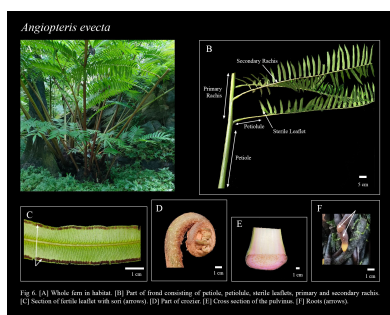 Angiopteris evecta
B
Secondary Rachis
Primary
Rachis
Petiolule
Sterile Leaflet
Petiole
5 cm
C
1 cm
D
1 cm
E
1 cm
F
1 cm
Fig 6. [A] Whole fern in habitat. [B] Part of frond consisting of petiole, petiolule, sterile leaflets, primary and secondary rachis.
[C] Section of fertile leaflet with sori (arrows). [D] Part of crozier. [E] Cross section of the pulvinus. [F] Roots (arrows).